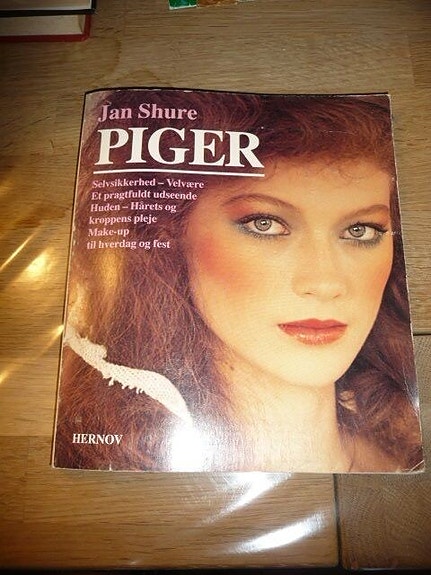 Jan Shure
PIGER
Selvsikkerhed – Velvære
Et pragtfuldt udseende
Huden – Hårets og
kroppens pleje
Make-up
til hverdag og fest
HERNOV